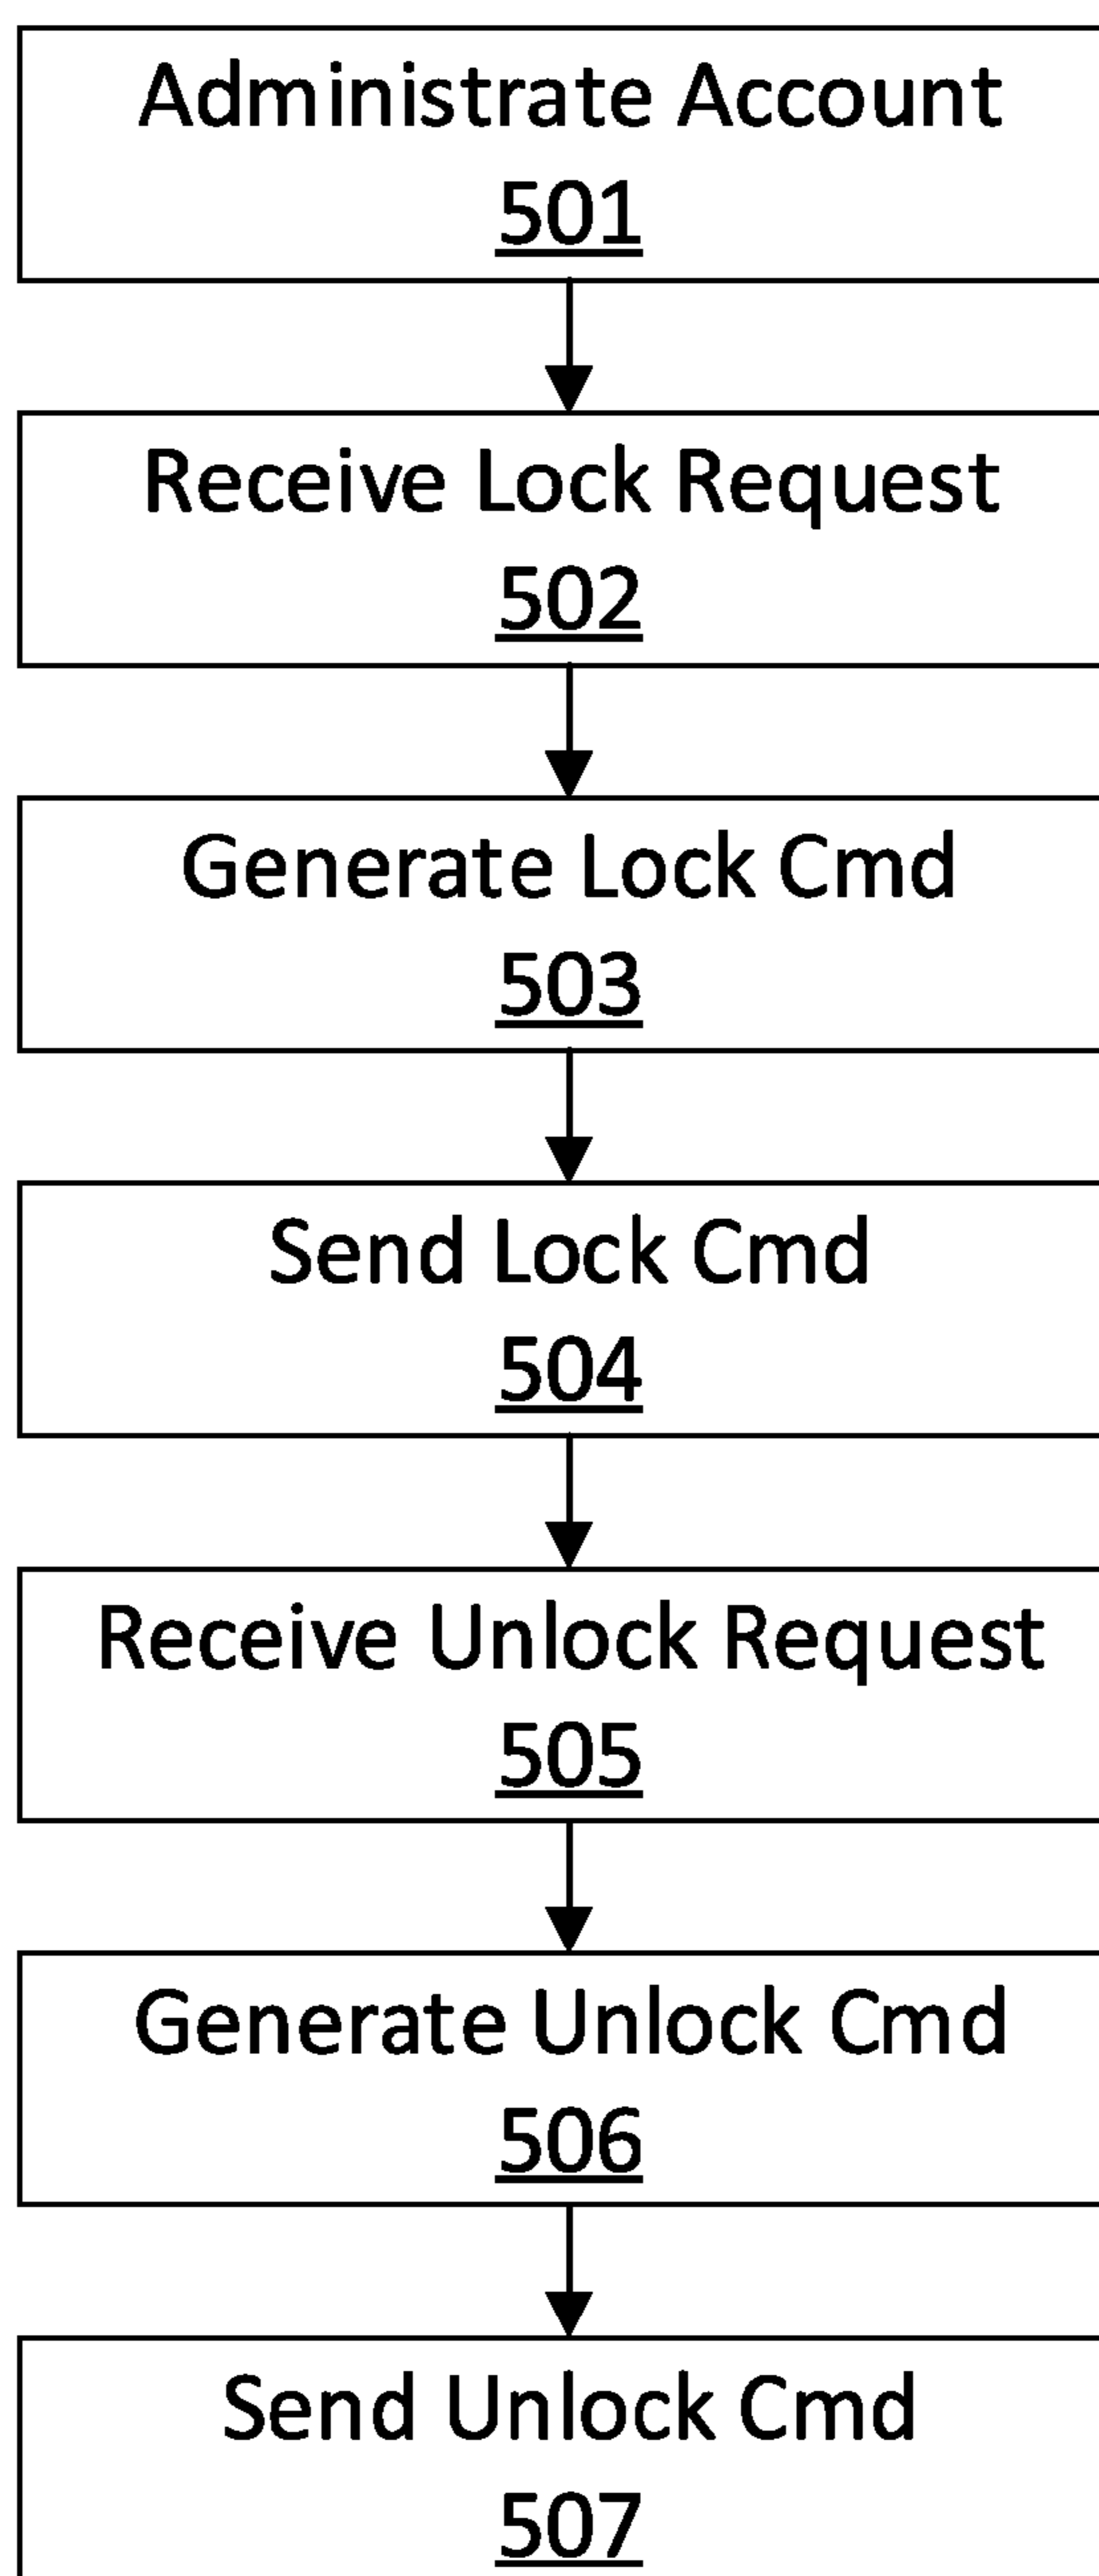 Administrate Account
501
Receive Lock Request
502
Generate Lock Cmd
503
Send Lock Cmd
504
Receive Unlock Request
505
Generate Unlock Cmd
506
Send Unlock Cmd
507